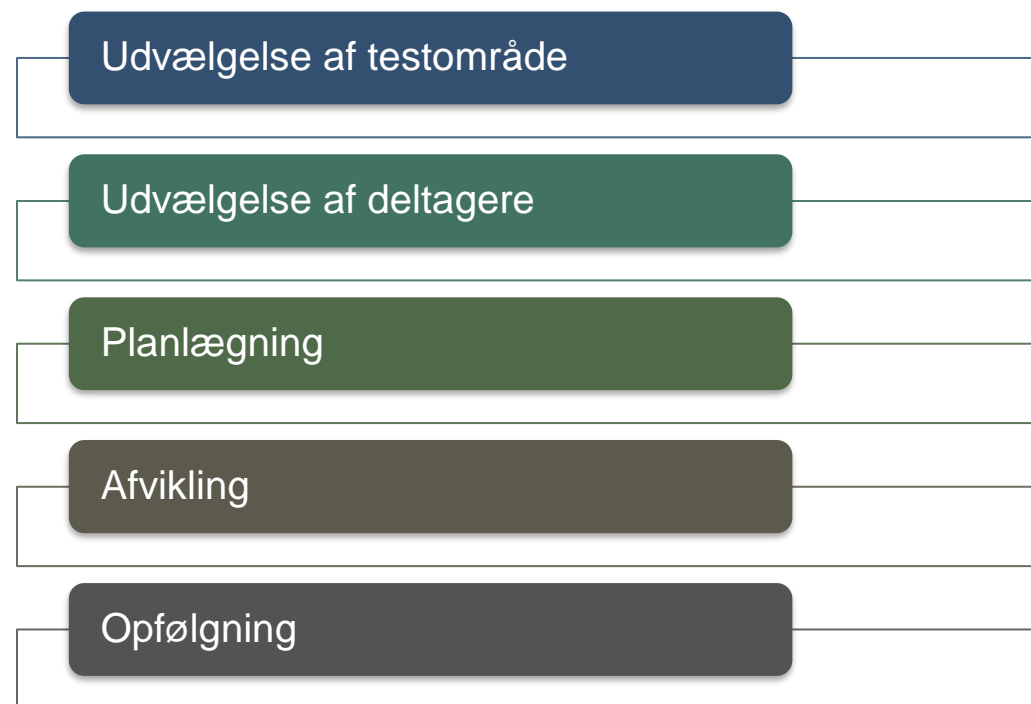 Udvælgelse af testområde
Udvælgelse af deltagere
Planlægning
Afvikling
Opfølgning